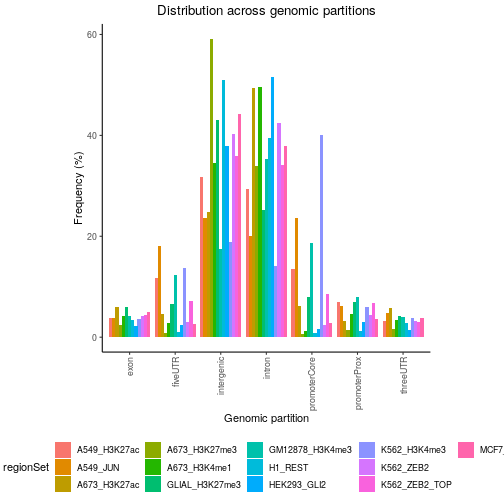 Distribution across genomic partitions
Frequency (%)
60
40
20
0
exon
fiveUTR
intergenic
intron
promoterCore
promoterProx
threeUTR
Genomic partition
regionSet
A549_H3K27ac
A549_JUN
A673_H3K27ac
A673_H3K27me3
A673_H3K4me1
GLIAL_H3K27me3
GM12878_H3K4me3
H1_REST
HEK293_GLI2
K562_H3K4me3
K562_ZEB2
K562_ZEB2_TOP
MCF7_